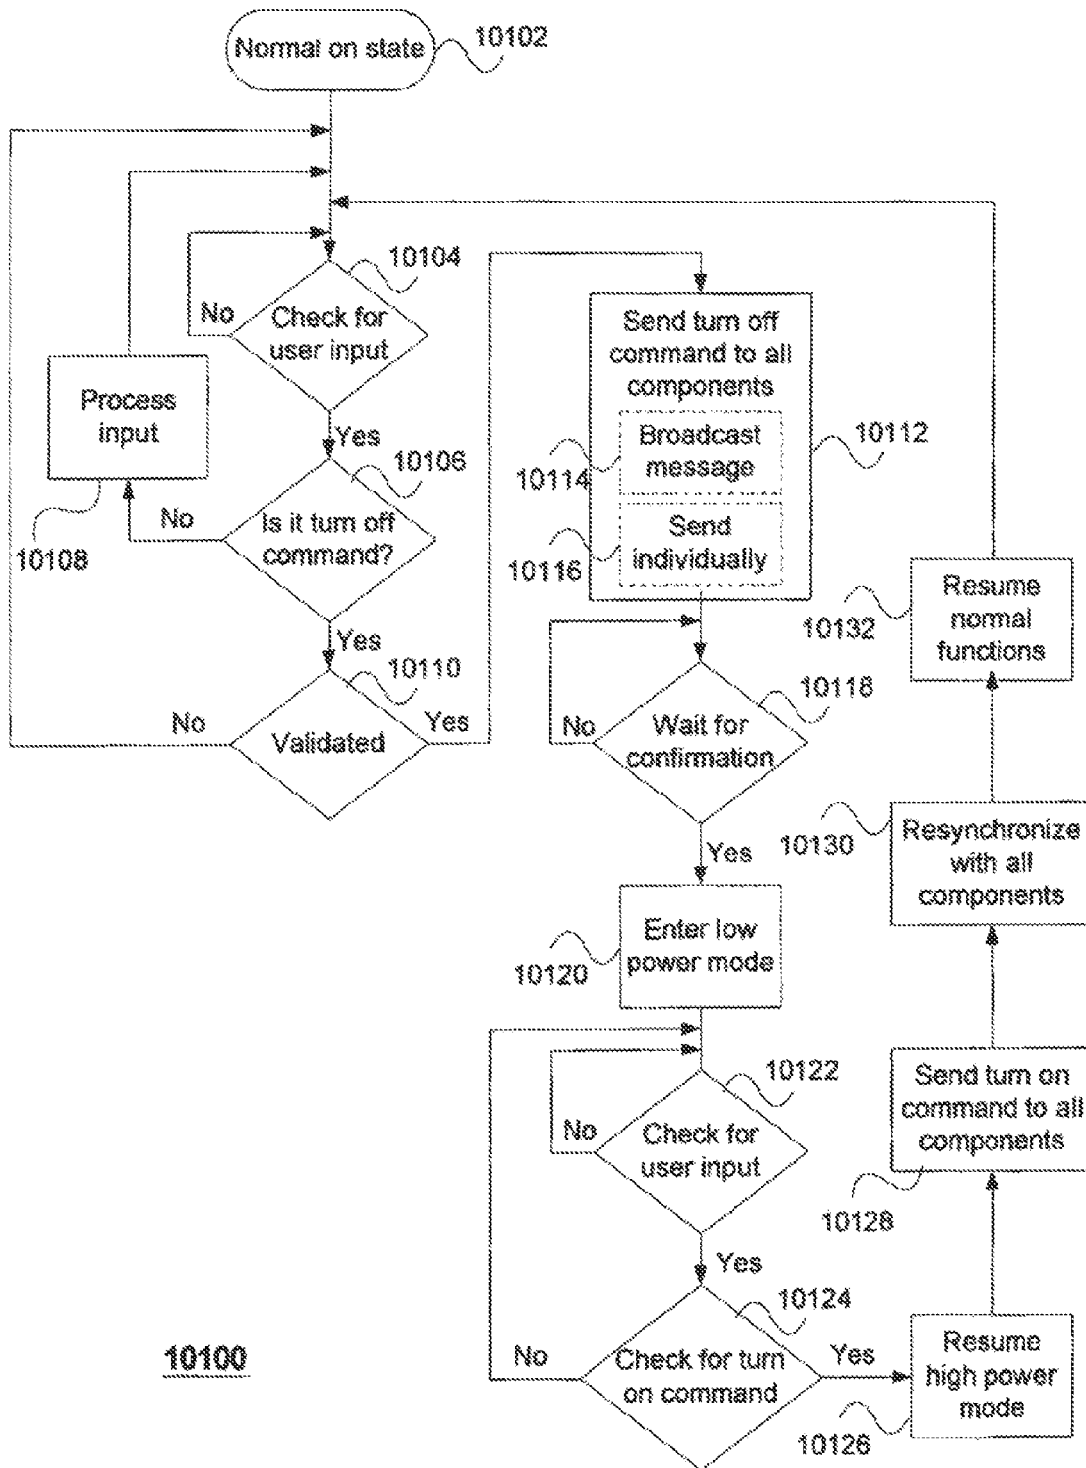 Normal on state
10102
10104
No
Check for
user input
Process
input
10108
Yes
10106
No
Is it turn off
command?
Yes
10110
No
Validated
Yes
Send turn off
command to all
components
10112
10114
Broadcast
message
10116
Send
individually
10118
No
Wait for
confirmation
Yes
10120
Enter low
power mode
10122
No
Check for
user input
Yes
10124
No
Check for turn
on command
Yes
Resume
high power
mode
10126
Send turn on
command to all
components
10128
10130
Resynchronize
with all
components
10132
Resume
normal
functions
10100